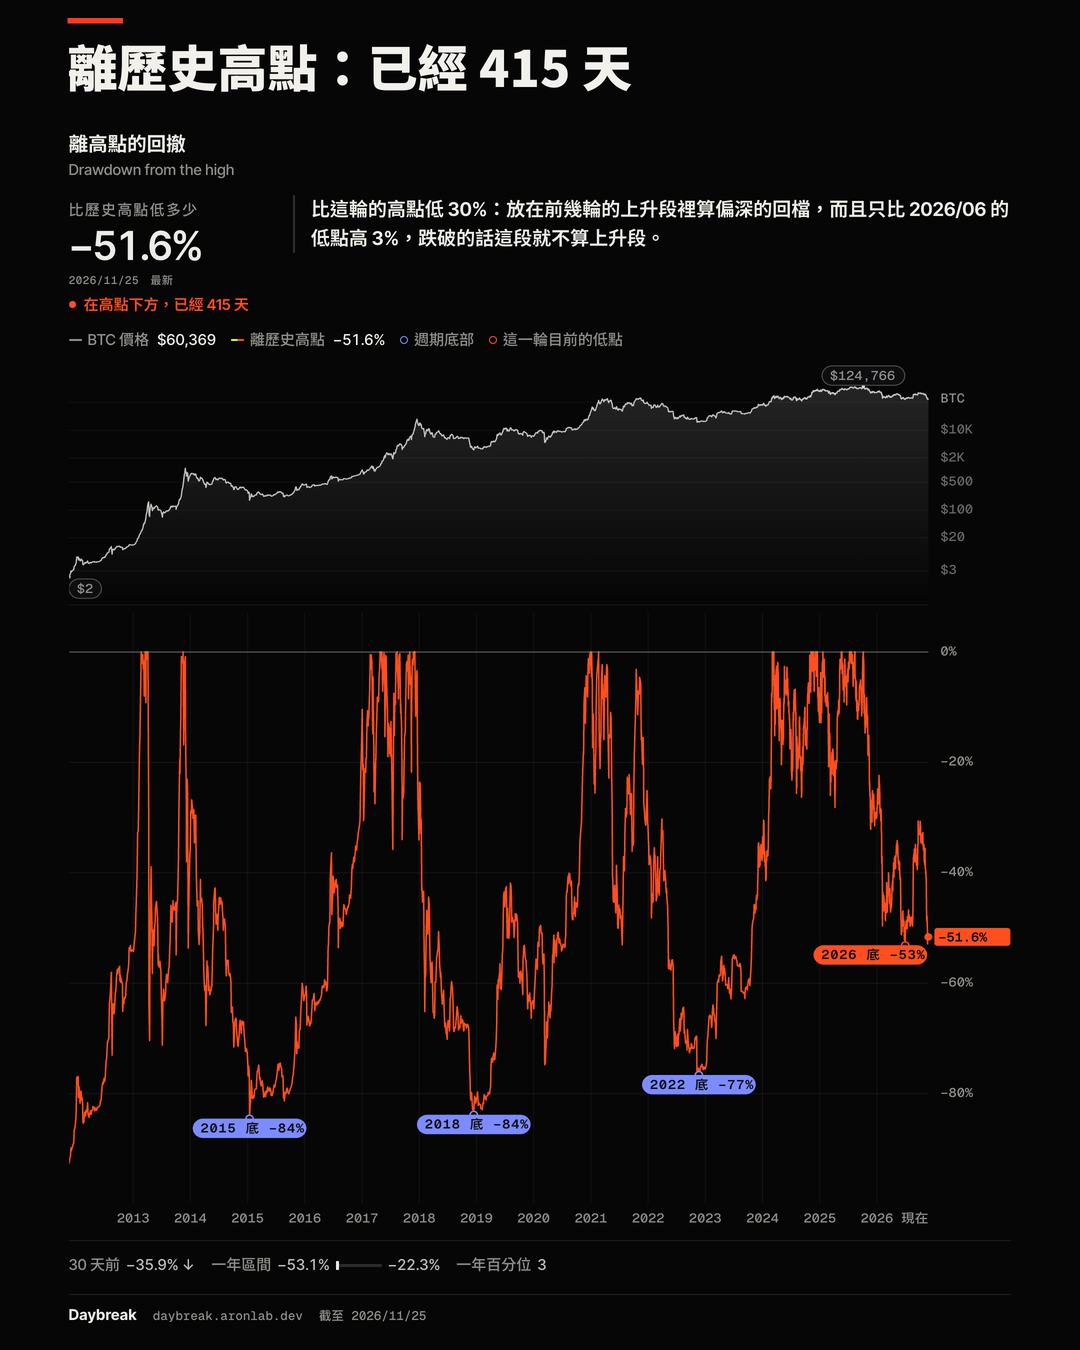 離歷史高點：已經 415 天
離高點的回撤
Drawdown from the high
比歷史高點低多少
−51.6%
2026/11/25 最新
在高點下方，已經 415 天
比這輪的高點低 30%：放在前幾輪的上升段裡算偏深的回檔，而且只比 2026/06 的
低點高 3%，跌破的話這段就不算上升段。
BTC 價格 $60,369 離歷史高點 −51.6% 週期底部 這一輪目前的低點
$124,766
BTC
$10K
$2K
$500
$100
$20
$3
$2
0%
−20%
−40%
−51.6%
2026 底 −53%
−60%
2022 底 −77%
−80%
2015 底 −84%
2018 底 −84%
2013 2014 2015 2016 2017 2018 2019 2020 2021 2022 2023 2024 2025 2026 現在
30 天前 −35.9% ↓ 一年區間 −53.1% −22.3% 一年百分位 3
Daybreak daybreak.aronlab.dev 截至 2026/11/25